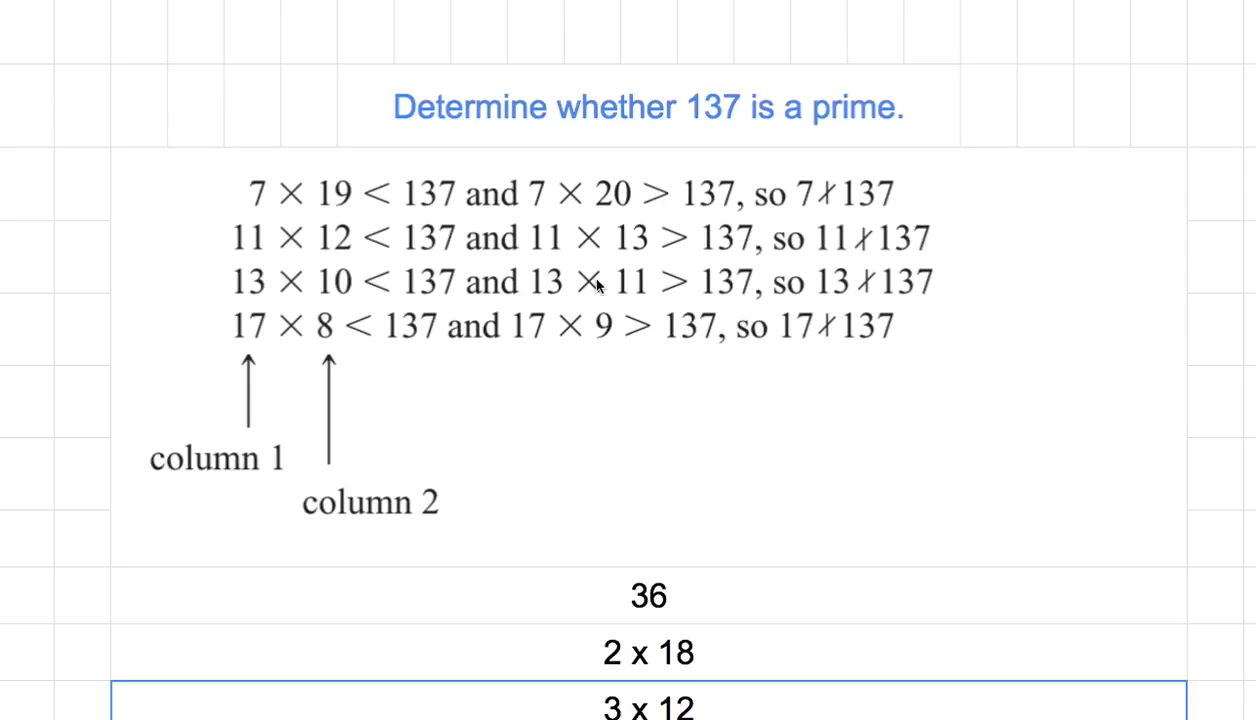 Determine whether 137 is a prime.
7 × 19 < 137 and 7 × 20 > 137, so 7∤137
11 × 12 < 137 and 11 × 13 > 137, so 11∤137
13 × 10 < 137 and 13 × 11 > 137, so 13∤137
17 × 8 < 137 and 17 × 9 > 137, so 17∤137
column 1
column 2
36
2 x 18
3 x 12